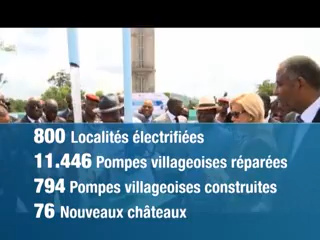 800 Localités électrifiées
11.446 Pompes villageoises réparées
794 Pompes villageoises construites
76 Nouveaux châteaux